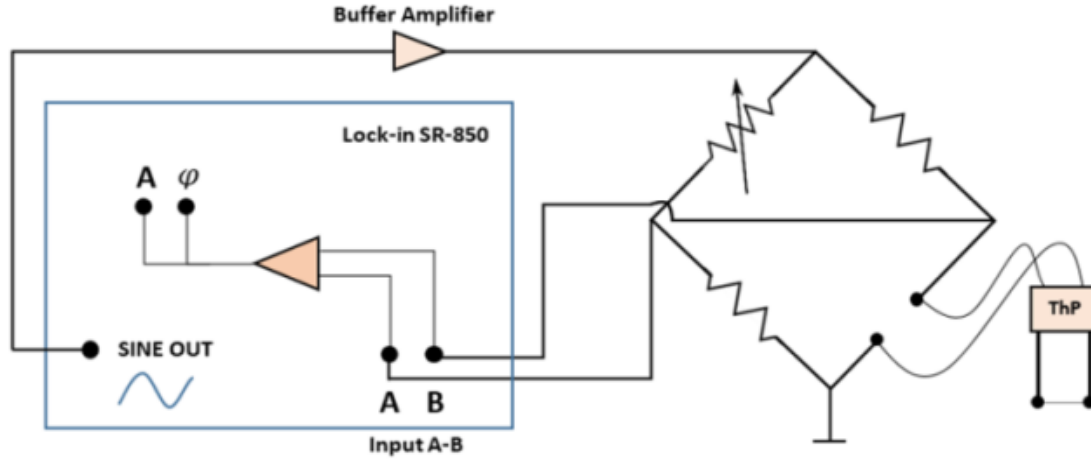 Buffer Amplifier
Lock-in SR-850
A φ
SINE OUT
ThP
A B
Input A-B